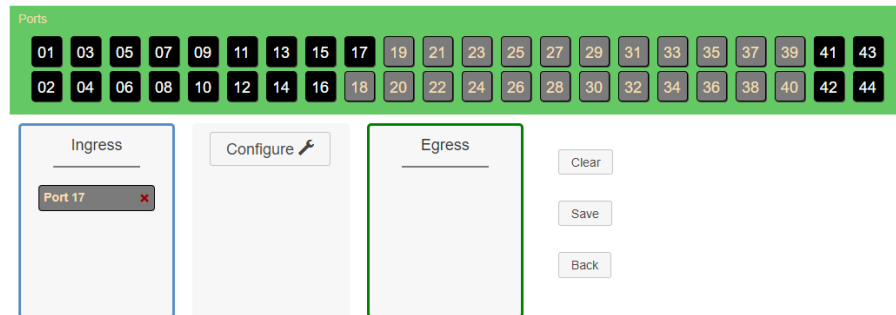 Ports
01 03 05 07 09 11 13 15 17 19 21 23 25 27 29 31 33 35 37 39 41 43
02 04 06 08 10 12 14 16 18 20 22 24 26 28 30 32 34 36 38 40 42 44
Ingress
Port 17
Configure
Egress
Clear
Save
Back